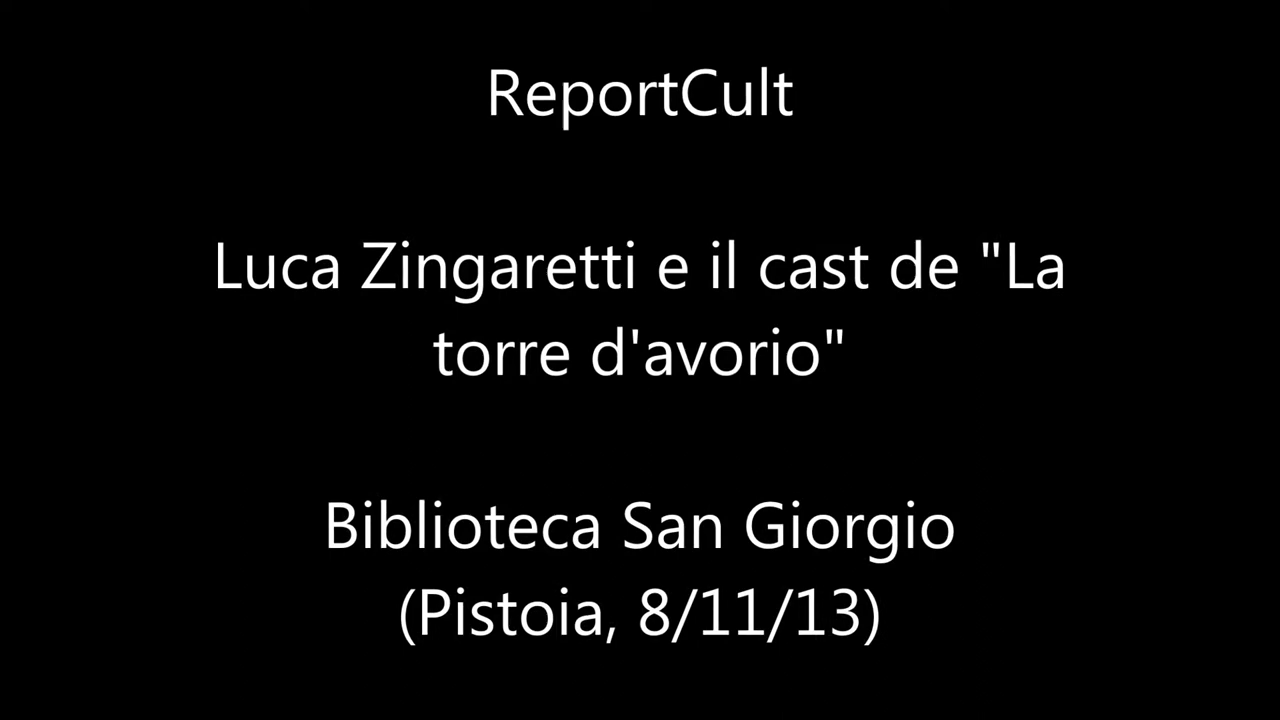 ReportCult
Luca Zingaretti e il cast de "La
torre d'avorio"
Biblioteca San Giorgio
(Pistoia, 8/11/13)